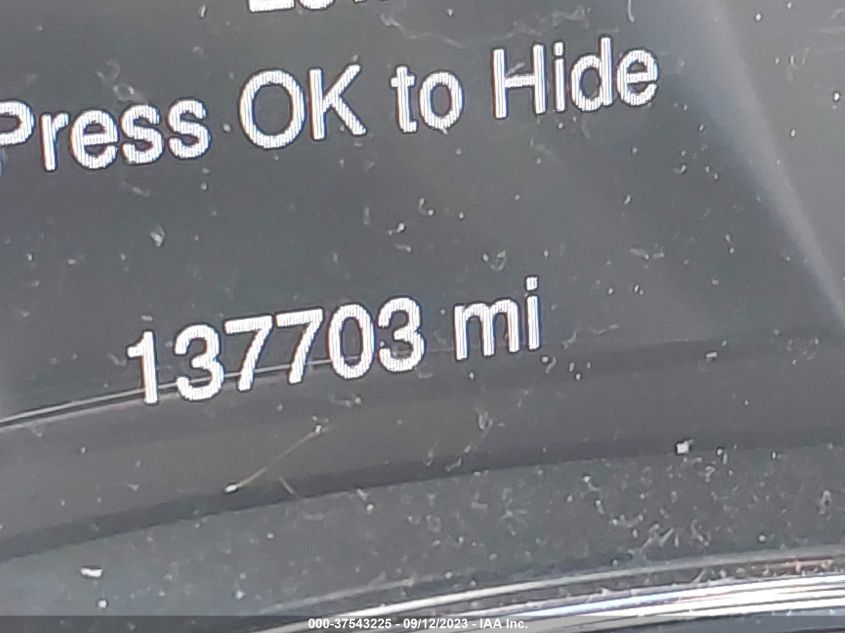 Press OK to Hide
137703 mi
000-37543225 - 09/12/2023 - IAA Inc.